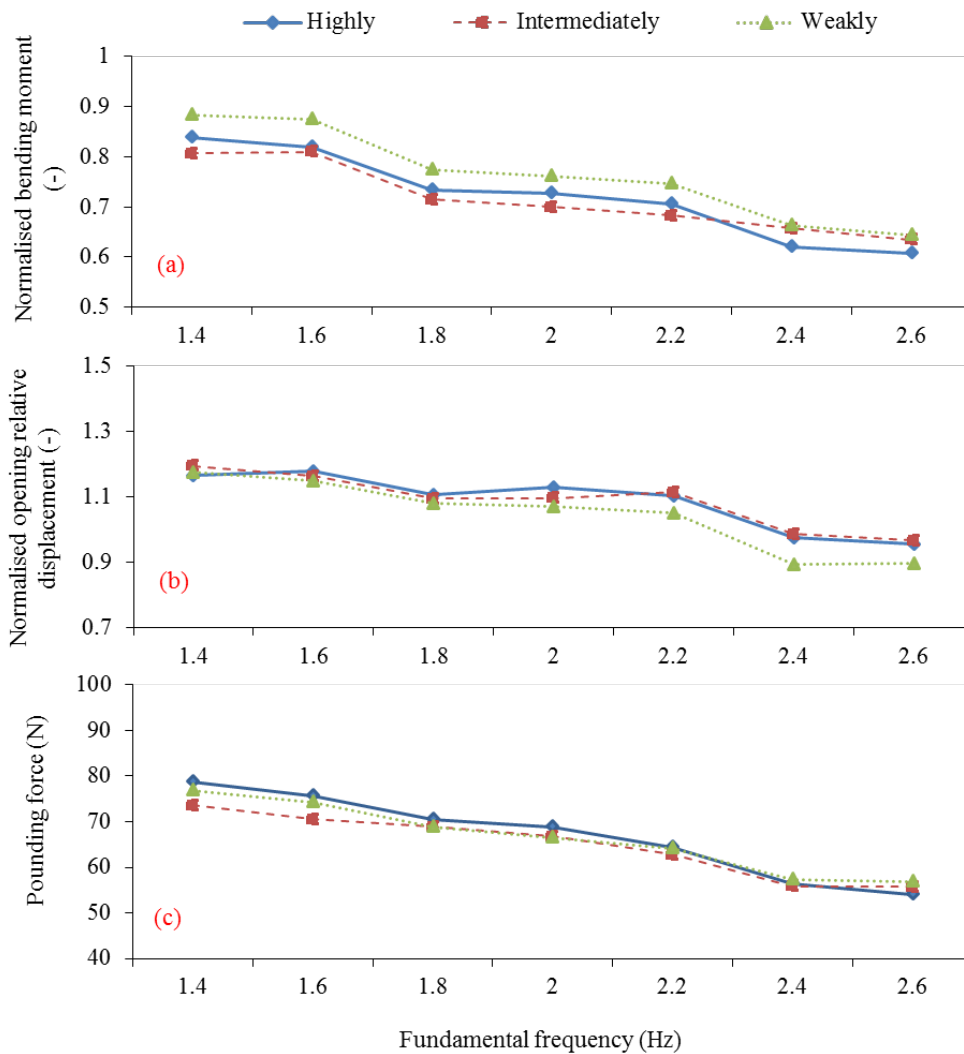 Highly Intermediately Weakly
Normalised bending moment
(-)
1
0.9
0.8
0.7
0.6
0.5
(a)
1.4 1.6 1.8 2 2.2 2.4 2.6
Normalised opening relative
displacement (-)
1.5
1.3
1.1
0.9
0.7
(b)
1.4 1.6 1.8 2 2.2 2.4 2.6
Pounding force (N)
100
90
80
70
60
50
40
(c)
1.4 1.6 1.8 2 2.2 2.4 2.6
Fundamental frequency (Hz)